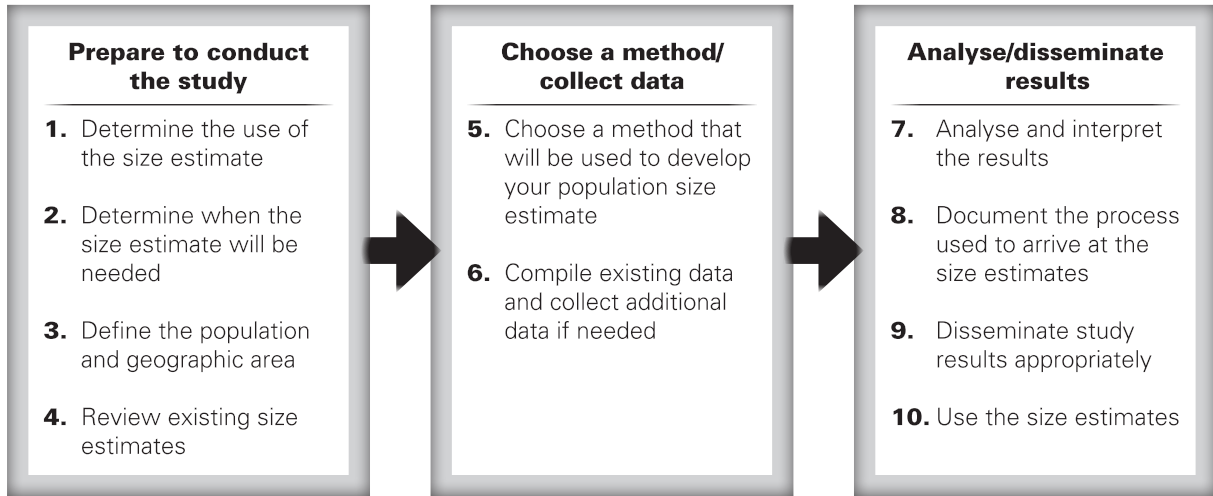 Prepare to conduct
the study
1. Determine the use of
the size estimate
2. Determine when the
size estimate will be
needed
3. Define the population
and geographic area
4. Review existing size
estimates
Choose a method/
collect data
5. Choose a method that
will be used to develop
your population size
estimate
6. Compile existing data
and collect additional
data if needed
Analyse/disseminate
results
7. Analyse and interpret
the results
8. Document the process
used to arrive at the
size estimates
9. Disseminate study
results appropriately
10. Use the size estimates